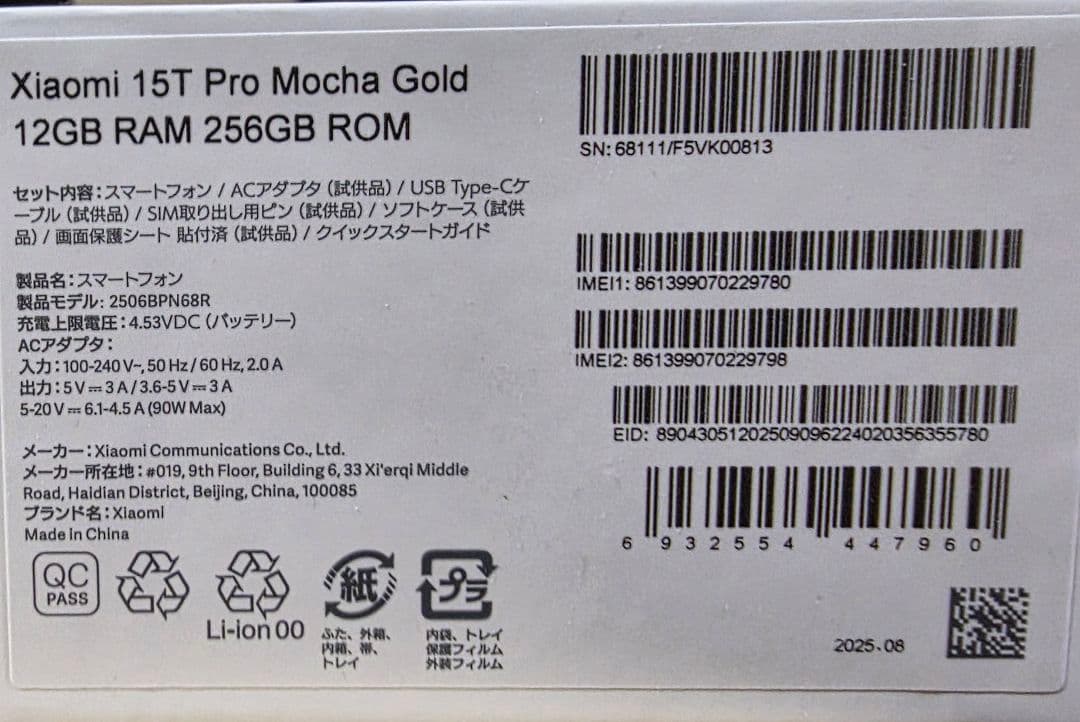 Xiaomi 15T Pro Mocha Gold
12GB RAM 256GB ROM
セット内容：スマートフォン / ACアダプタ（試供品）/ USB Type-Cケ
ーブル（試供品）/ SIM取り出し用ピン（試供品）/ ソフトケース（試供
品）/ 画面保護シート 貼付済（試供品）/ クイックスタートガイド
製品名：スマートフォン
製品モデル: 2506BPN68R
充電上限電圧：4.53VDC（バッテリー）
ACアダプタ：
入力：100-240 V~, 50 Hz / 60 Hz, 2.0 A
出力：5 V⎓3 A / 3.6-5 V⎓3 A
5-20 V⎓6.1-4.5 A (90W Max)
メーカー：Xiaomi Communications Co., Ltd.
メーカー所在地：#019, 9th Floor, Building 6, 33 Xi'erqi Middle
Road, Haidian District, Beijing, China, 100085
ブランド名：Xiaomi
Made in China
QC
PASS
Li-ion 00
紙
ふた、外箱、
内箱、帯、
トレイ
プラ
内袋、トレイ
保護フィルム
外装フィルム
SN: 68111/F5VK00813
IMEI1: 861399070229780
IMEI2: 861399070229798
EID: 89043051202509096224020356355780
6 932554 447960
2025.08